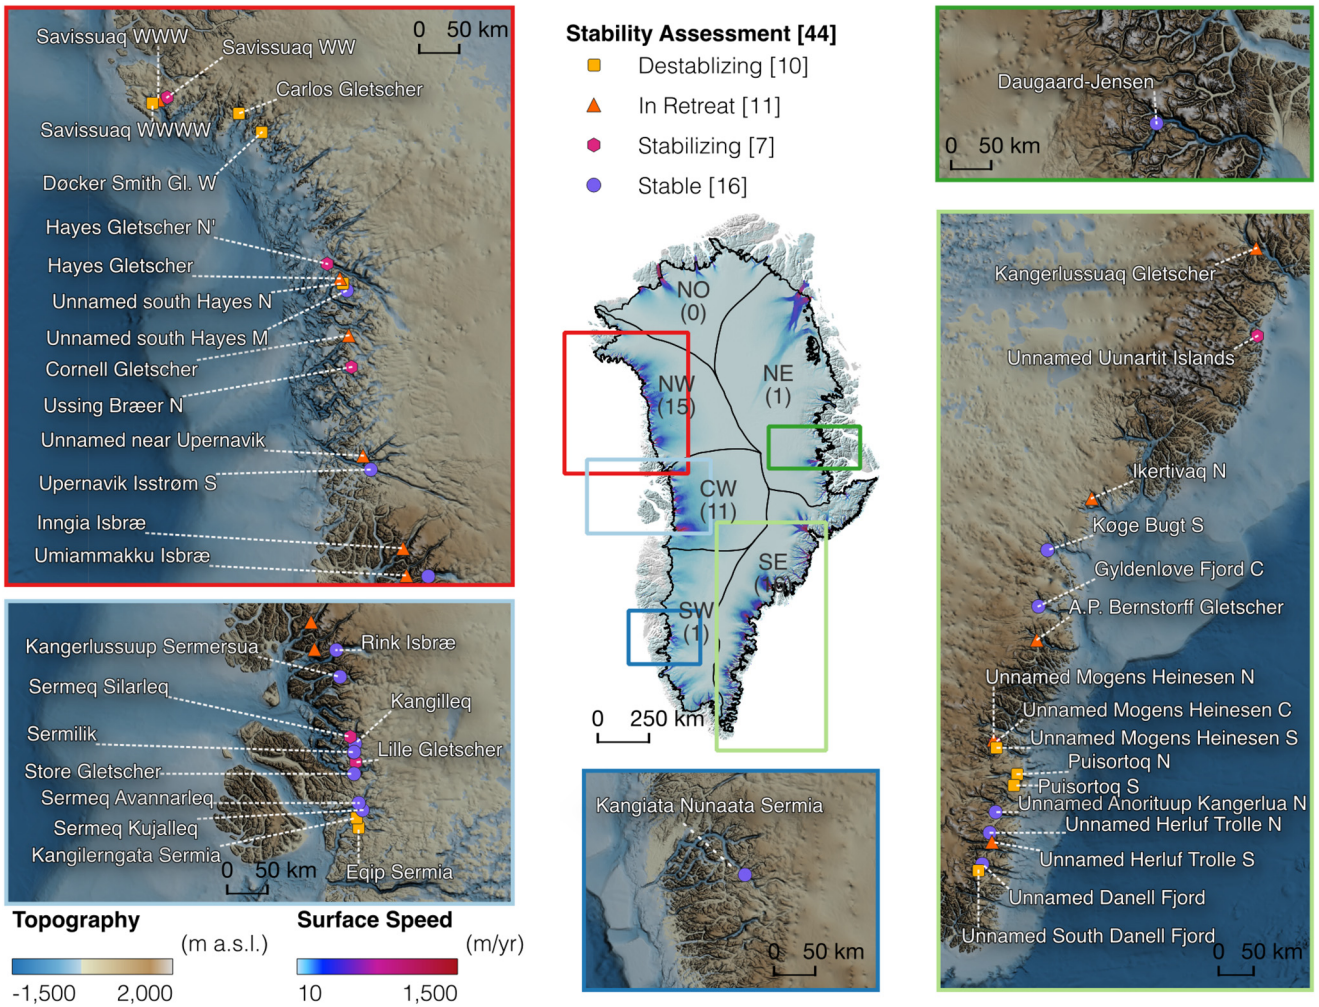 Savissuaq WWW
Savissuaq WW
0 50 km
Carlos Gletscher
Savissuaq WWWW
Døcker Smith Gl. W
Hayes Gletscher N'
Hayes Gletscher
Unnamed south Hayes N
Unnamed south Hayes M
Cornell Gletscher
Ussing Bræer N
Unnamed near Upernavik
Upernavik Isstrøm S
Inngia Isbræ
Umiammakku Isbræ
Stability Assessment [44]
Destablizing [10]
In Retreat [11]
Stabilizing [7]
Stable [16]
Daugaard-Jensen
0 50 km
NO
(0)
NW
(15)
NE
(1)
CW
(11)
SE
SW
(1)
0 250 km
Kangerlussuaq Gletscher
Unnamed Uunartit Islands
Ikertivaq N
Køge Bugt S
Gyldenløve Fjord C
A.P. Bernstorff Gletscher
Unnamed Mogens Heinesen N
Unnamed Mogens Heinesen C
Unnamed Mogens Heinesen S
Puisortoq N
Puisortoq S
Unnamed Anorituup Kangerlua N
Unnamed Herluf Trolle N
Unnamed Herluf Trolle S
Unnamed Danell Fjord
Unnamed South Danell Fjord
0 50 km
Kangerlussuup Sermersua
Rink Isbræ
Sermeq Silarleq
Kangilleq
Sermilik
Lille Gletscher
Store Gletscher
Sermeq Avannarleq
Sermeq Kujalleq
Kangilerngata Sermia
Eqip Sermia
0 50 km
Kangiata Nunaata Sermia
0 50 km
Topography
(m a.s.l.)
-1,500 2,000
Surface Speed
(m/yr)
10 1,500